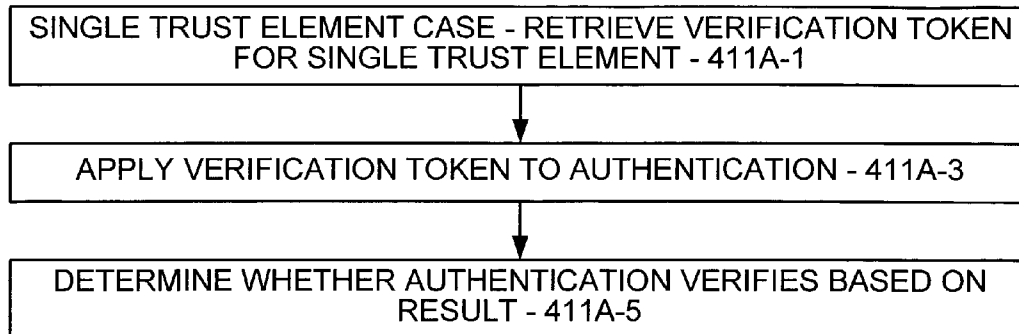 SINGLE TRUST ELEMENT CASE - RETRIEVE VERIFICATION TOKEN
FOR SINGLE TRUST ELEMENT - 411A-1
APPLY VERIFICATION TOKEN TO AUTHENTICATION - 411A-3
DETERMINE WHETHER AUTHENTICATION VERIFIES BASED ON
RESULT - 411A-5